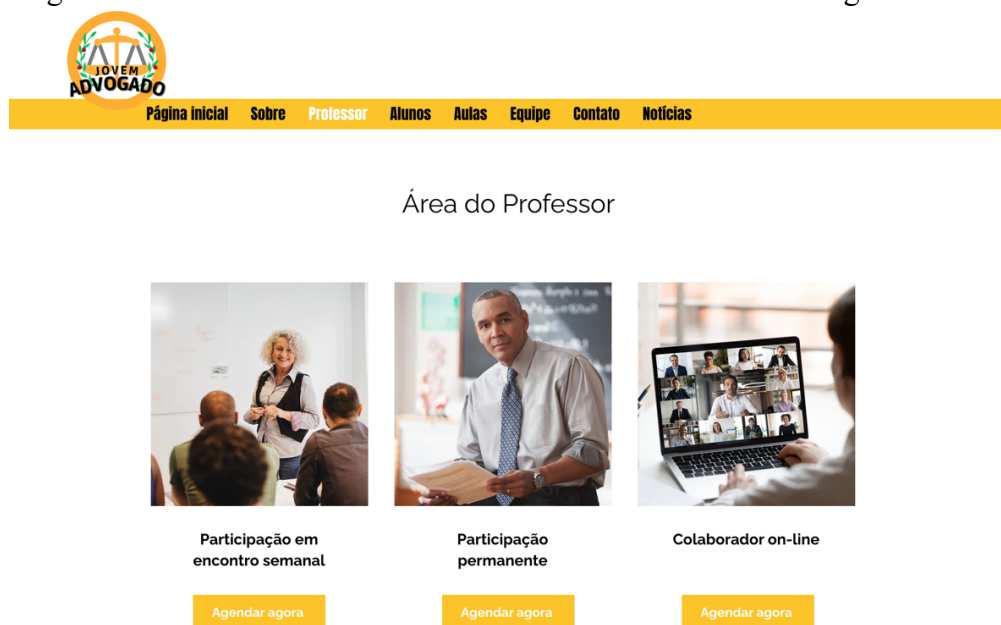 JOVEM
ADVOGADO
Página inicial Sobre Professor Alunos Aulas Equipe Contato Notícias
Área do Professor
Participação em
encontro semanal
Participação
permanente
Colaborador on-line
Agendar agora Agendar agora Agendar agora